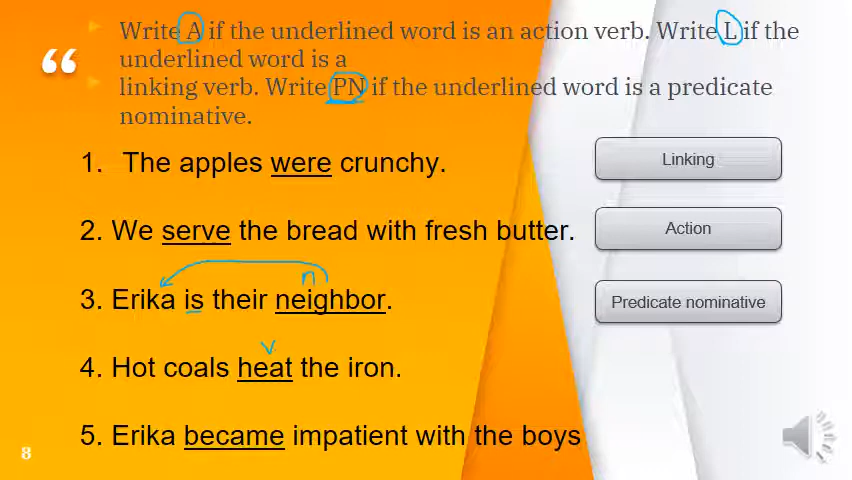 “
Write A if the underlined word is an action verb. Write L if the
underlined word is a
linking verb. Write PN if the underlined word is a predicate
nominative.
1. The apples were crunchy.
Linking
2. We serve the bread with fresh butter.
Action
n
3. Erika is their neighbor.
Predicate nominative
v
4. Hot coals heat the iron.
5. Erika became impatient with the boys
8